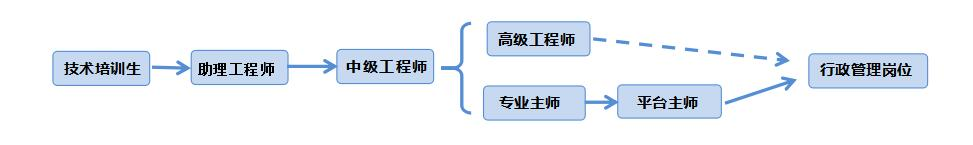 技术培训生
助理工程师
中级工程师
高级工程师
专业主师
平台主师
行政管理岗位